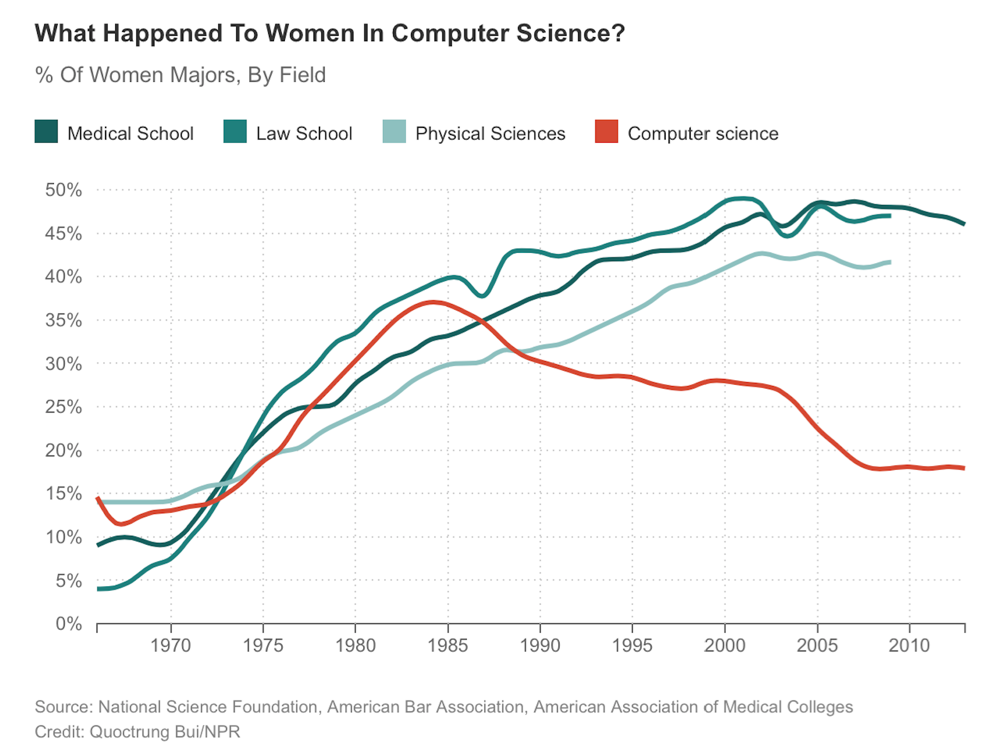 What Happened To Women In Computer Science?
% Of Women Majors, By Field
Medical School Law School Physical Sciences Computer science
50%
45%
40%
35%
30%
25%
20%
15%
10%
5%
0%
1970 1975 1980 1985 1990 1995 2000 2005 2010
Source: National Science Foundation, American Bar Association, American Association of Medical Colleges
Credit: Quoctrung Bui/NPR